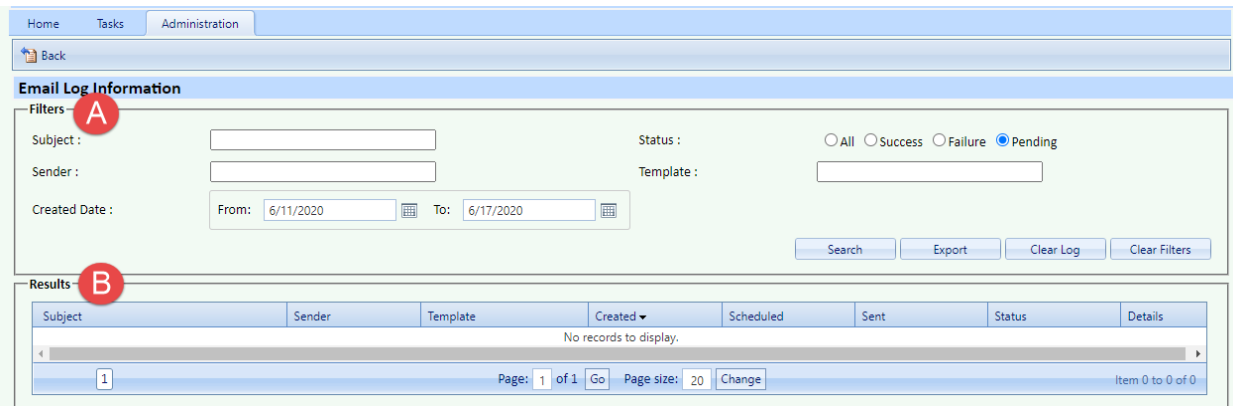 Home Tasks Administration
Back
Email Log Information
Filters A
Subject : Status : All Success Failure Pending
Sender : Template :
Created Date : From: 6/11/2020 To: 6/17/2020
Search Export Clear Log Clear Filters
Results B
Subject Sender Template Created Scheduled Sent Status Details
No records to display.
1 Page: 1 of 1 Go Page size: 20 Change Item 0 to 0 of 0